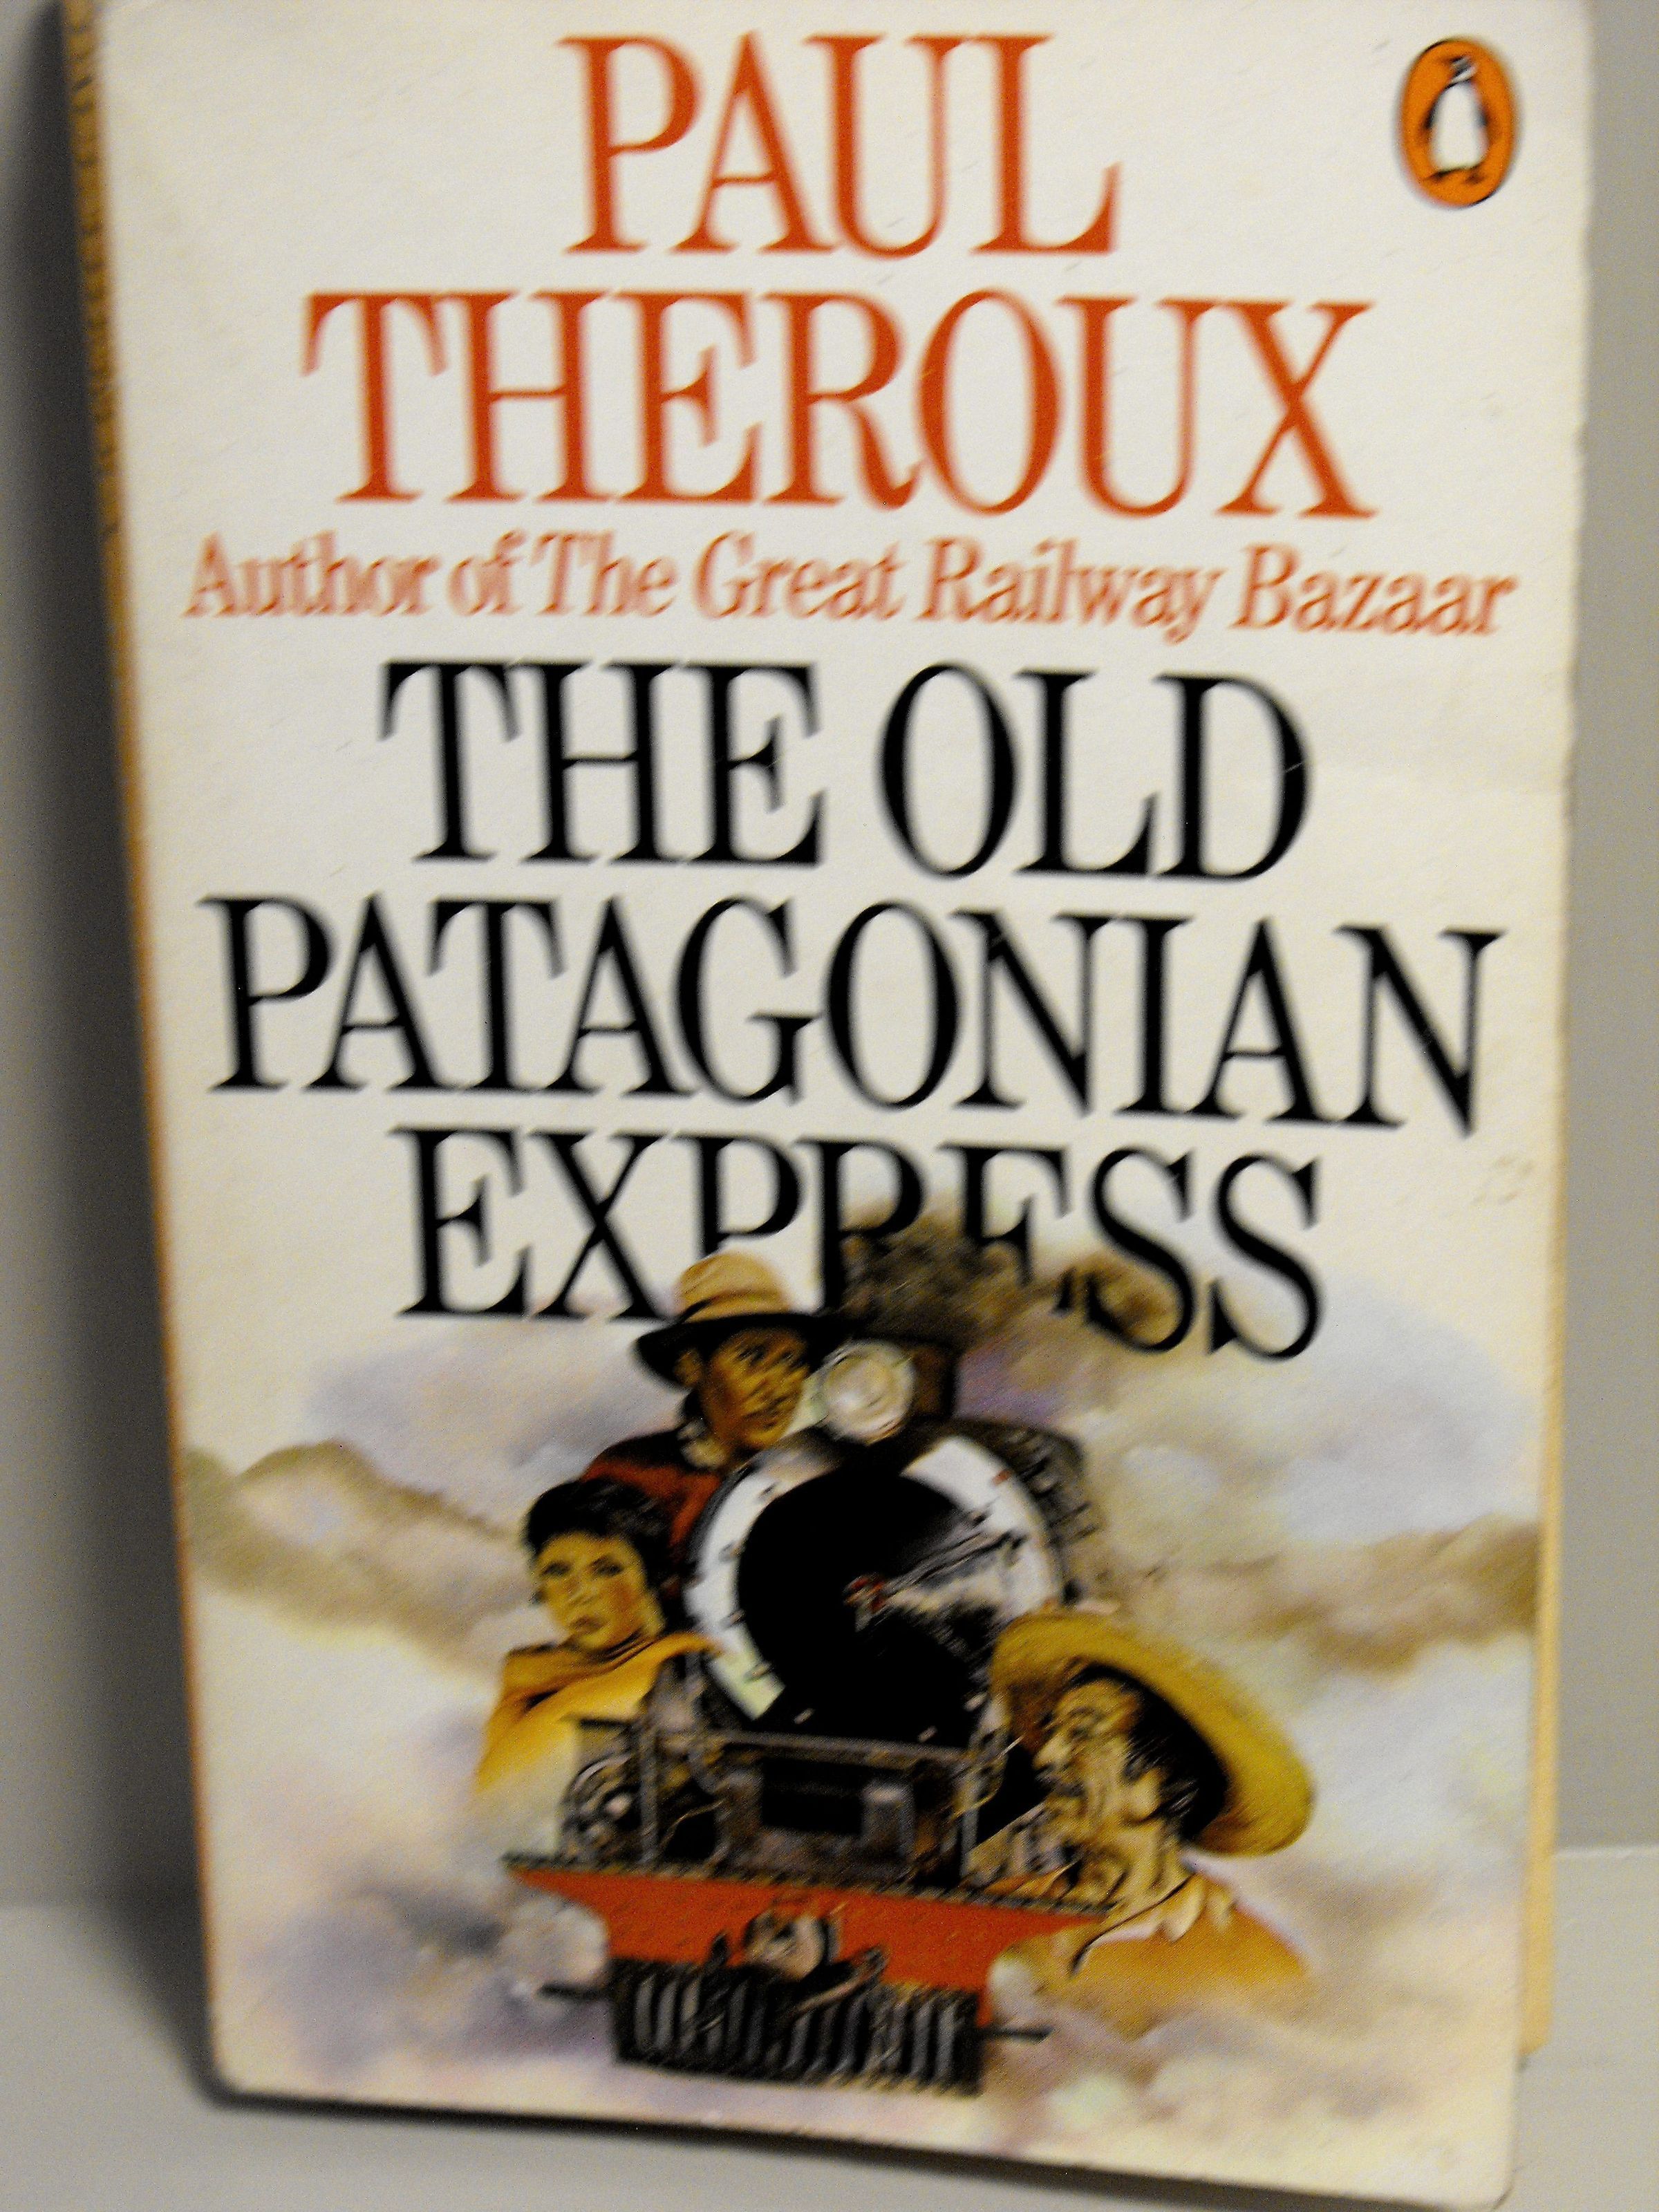 PAUL
THEROUX
Author of The Great Railway Bazaar
THE OLD
PATAGONIAN
EXPRESS